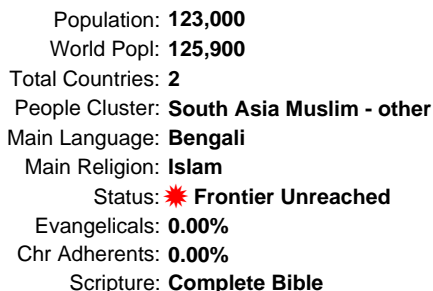 Population: 123,000
World Popl: 125,900
Total Countries: 2
People Cluster: South Asia Muslim - other
Main Language: Bengali
Main Religion: Islam
Status: Frontier Unreached
Evangelicals: 0.00%
Chr Adherents: 0.00%
Scripture: Complete Bible